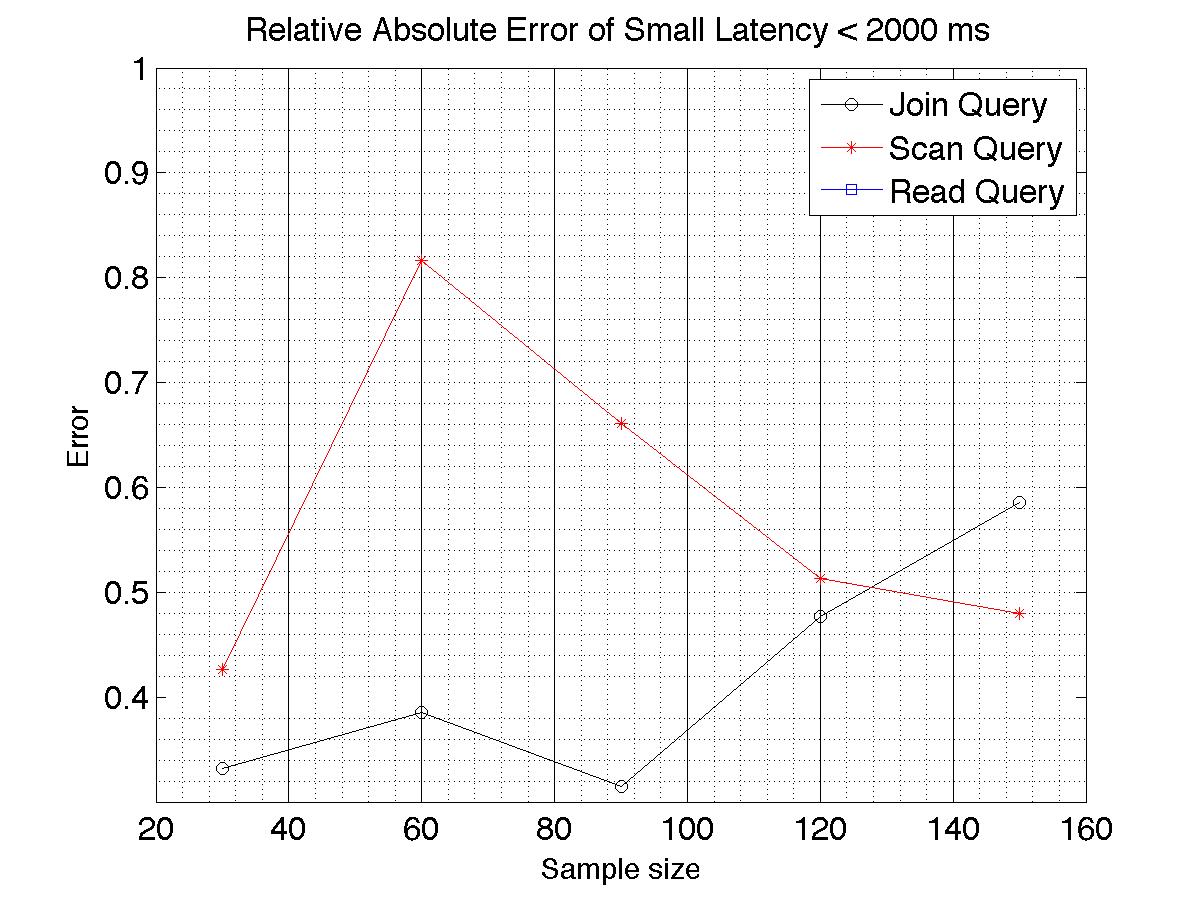 Relative Absolute Error of Small Latency < 2000 ms
1
0.9
0.8
0.7
0.6
0.5
0.4
Error
Join Query
Scan Query
Read Query
20 40 60 80 100 120 140 160
Sample size